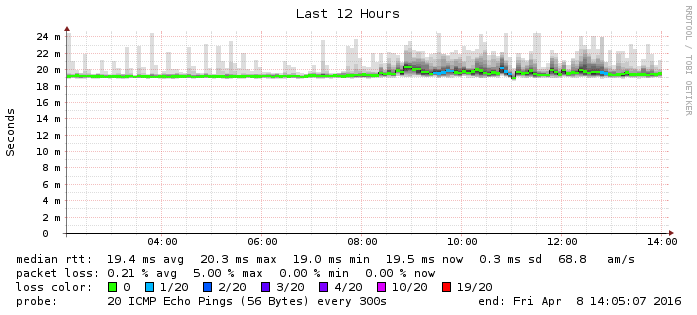 Last 12 Hours
RRDTOOL / TOBI OETIKER
Seconds
24 m
22 m
20 m
18 m
16 m
14 m
12 m
10 m
8 m
6 m
4 m
2 m
0
04:00 06:00 08:00 10:00 12:00 14:00
median rtt: 19.4 ms avg 20.3 ms max 19.0 ms min 19.5 ms now 0.3 ms sd 68.8 am/s
packet loss: 0.21 % avg 5.00 % max 0.00 % min 0.00 % now
loss color: 0 1/20 2/20 3/20 4/20 10/20 19/20
probe: 20 ICMP Echo Pings (56 Bytes) every 300s end: Fri Apr 8 14:05:07 2016